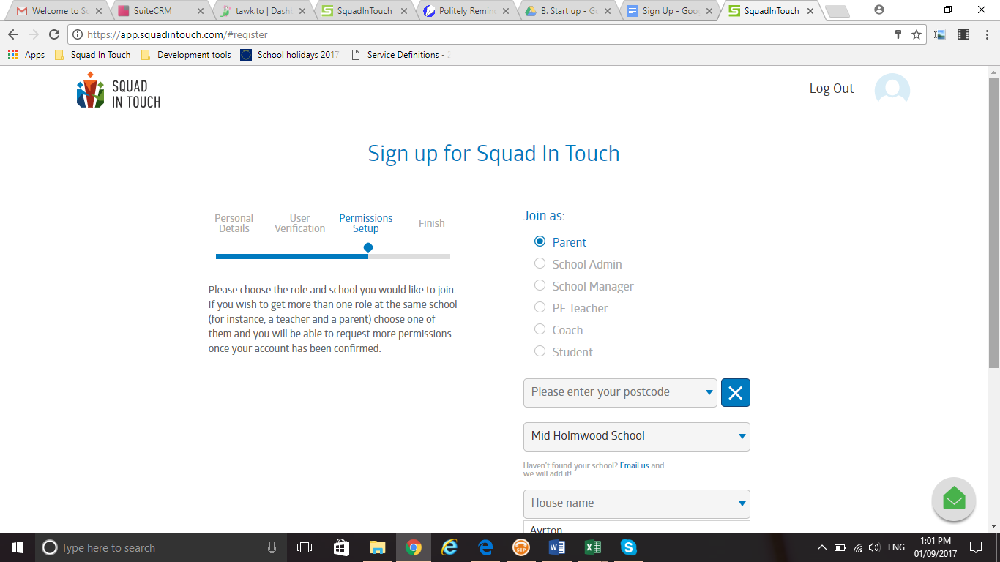 Welcome to Sc
SuiteCRM
tawk.to | Dash
SquadInTouch
Politely Remin
B. Start up - Go
Sign Up - Goo
SquadInTouch
https://app.squadintouch.com/#register
Apps
Squad In Touch
Development tools
School holidays 2017
Service Definitions -
SQUAD
IN TOUCH
Log Out
Sign up for Squad In Touch
Personal
Details
User
Verification
Permissions
Setup
Finish
Please choose the role and school you would like to join.
If you wish to get more than one role at the same school
(for instance, a teacher and a parent) choose one of
them and you will be able to request more permissions
once your account has been confirmed.
Join as:
Parent
School Admin
School Manager
PE Teacher
Coach
Student
Please enter your postcode
Mid Holmwood School
Haven't found your school? Email us and
we will add it!
House name
Ayrton
Type here to search
SIP
ENG
1:01 PM
01/09/2017